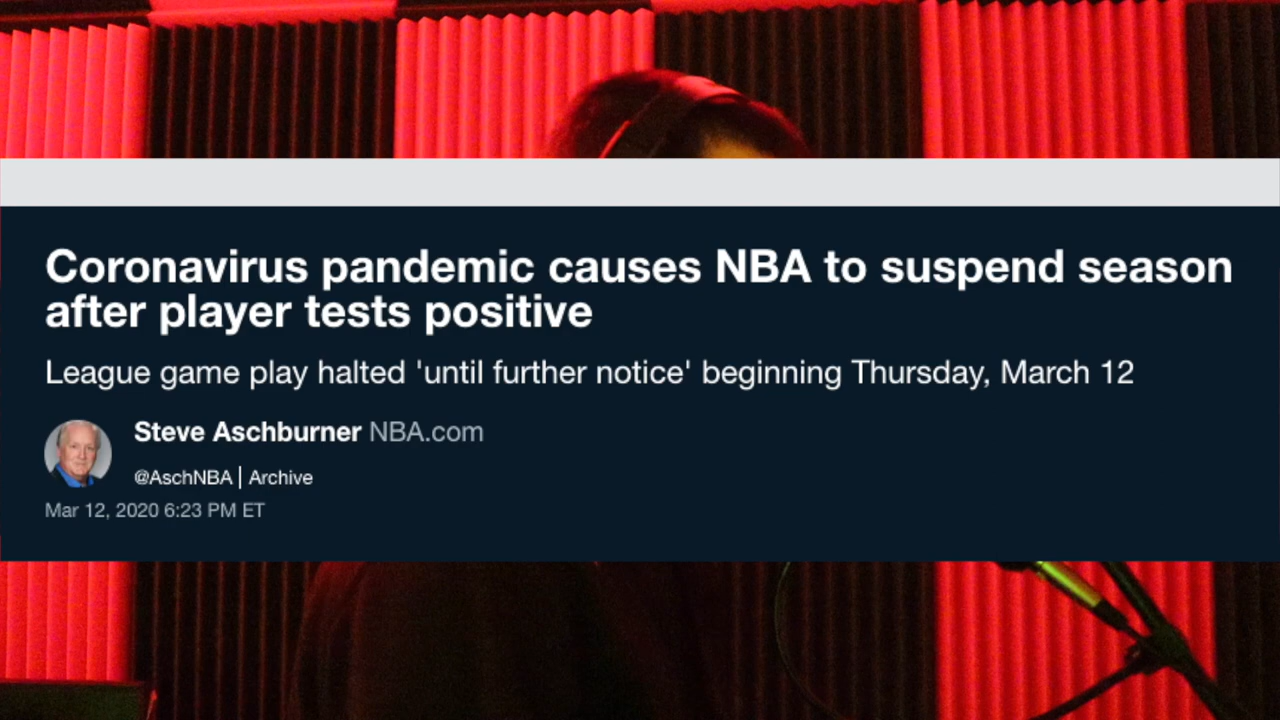 Coronavirus pandemic causes NBA to suspend season
after player tests positive
League game play halted 'until further notice' beginning Thursday, March 12
Steve Aschburner NBA.com
@AschNBA | Archive
Mar 12, 2020 6:23 PM ET